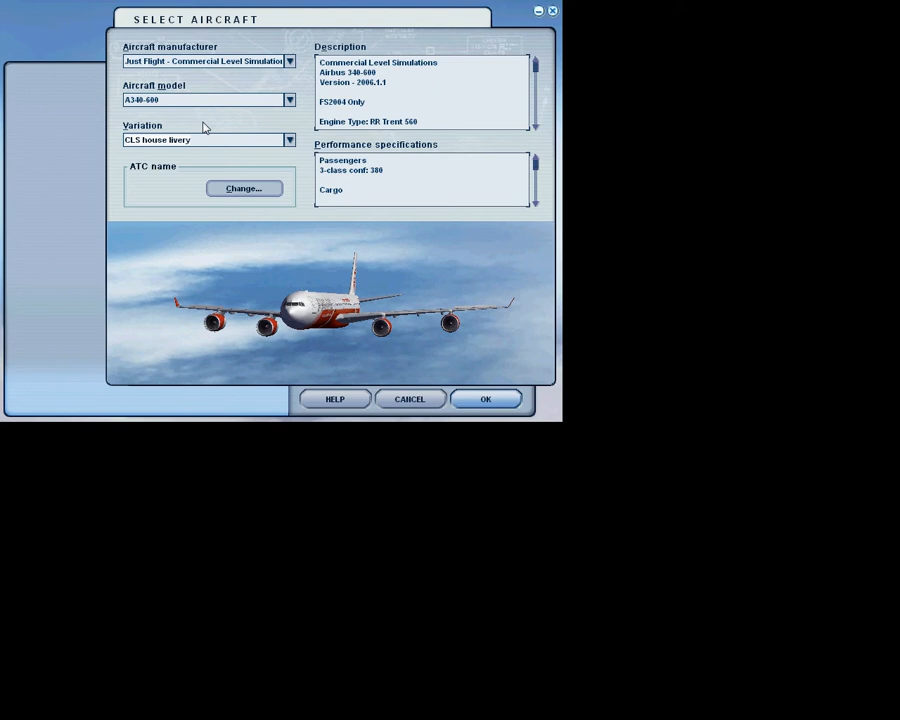 SELECT AIRCRAFT
Aircraft manufacturer
Just Flight - Commercial Level Simulation
Aircraft model
A340-600
Variation
CLS house livery
ATC name
Change...
Description
Commercial Level Simulations
Airbus 340-600
Version - 2006.1.1
FS2004 Only
Engine Type: RR Trent 560
Performance specifications
Passengers
3-class conf: 380
Cargo
HELP
CANCEL
OK